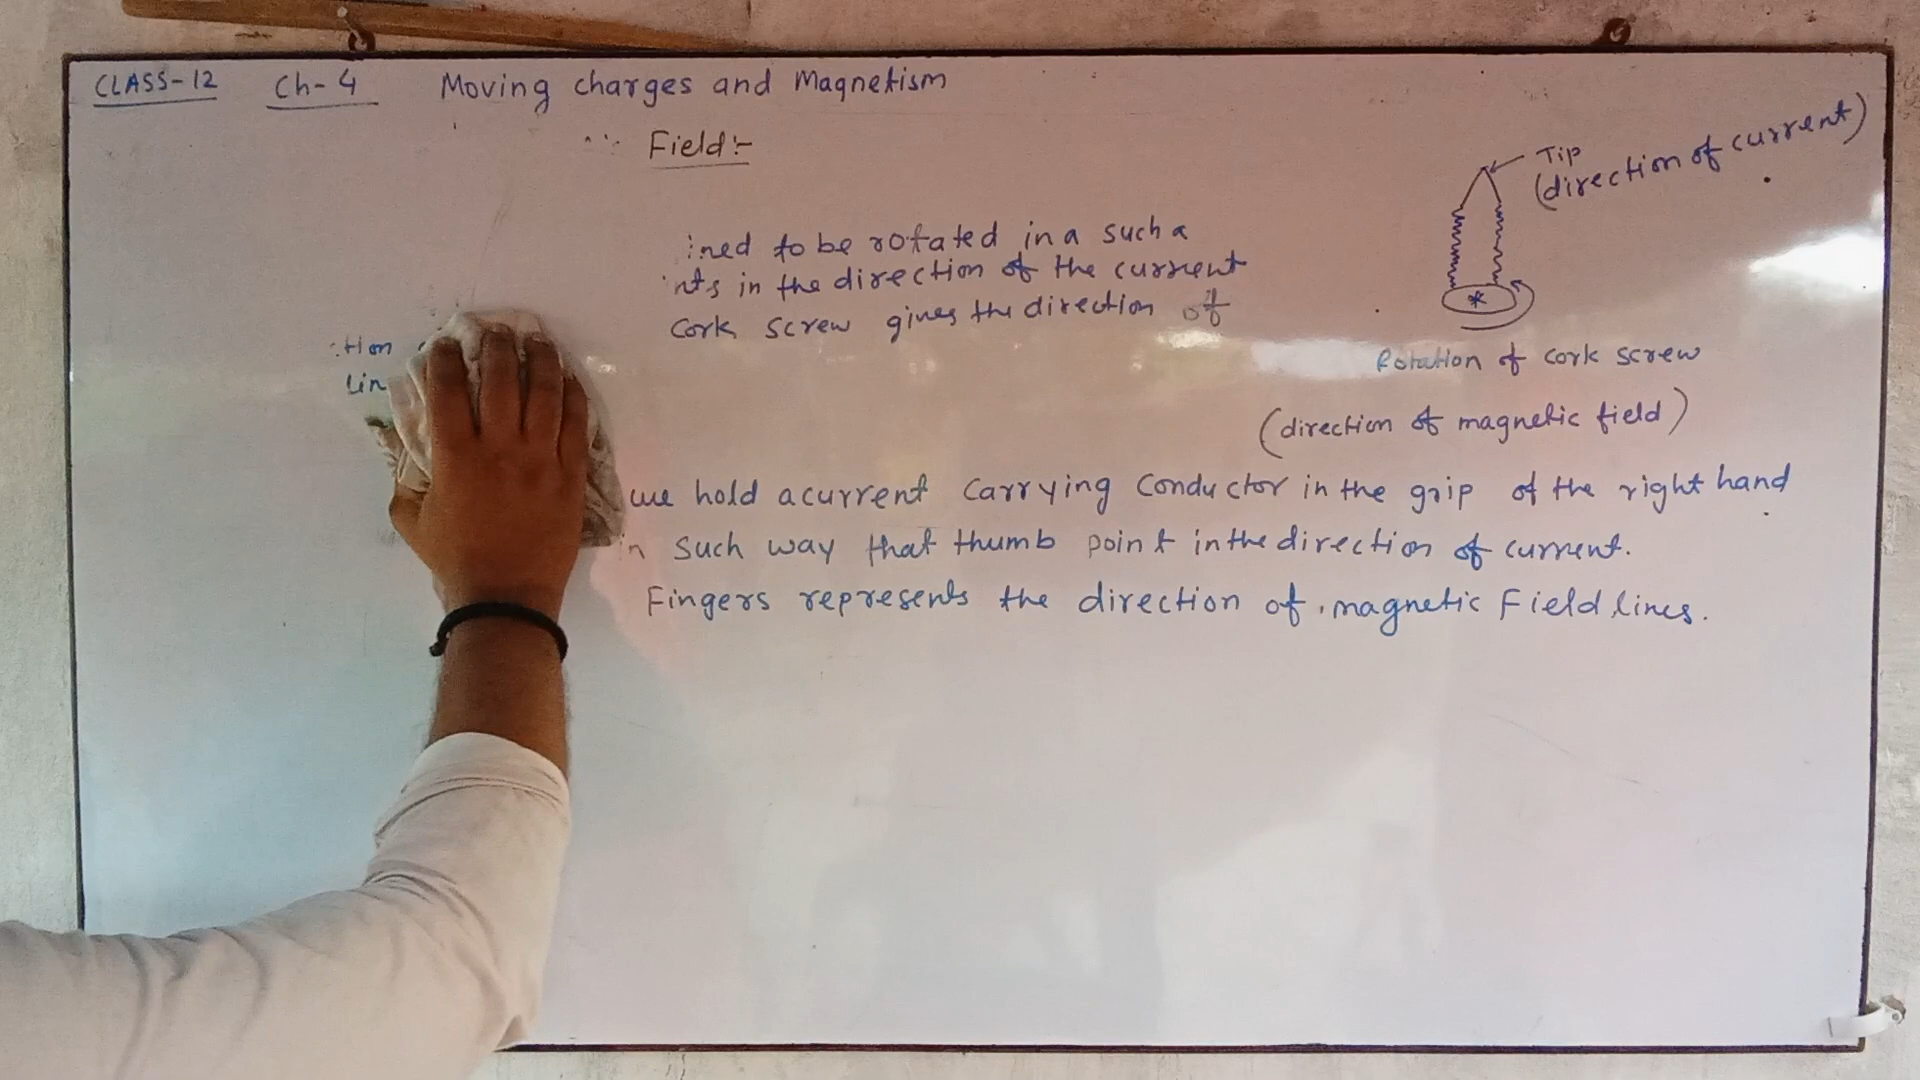 CLASS-12 Ch-4 Moving charges and Magnetism
Field:-
ined to be rotated in a such a
nts in the direction of the current
cork screw gives the direction of
tion
Lin
Tip
(direction of current)
Rotation of cork screw
(direction of magnetic field)
we hold a current carrying conductor in the grip of the right hand
n such way that thumb point in the direction of current.
Fingers represents the direction of magnetic Field lines.